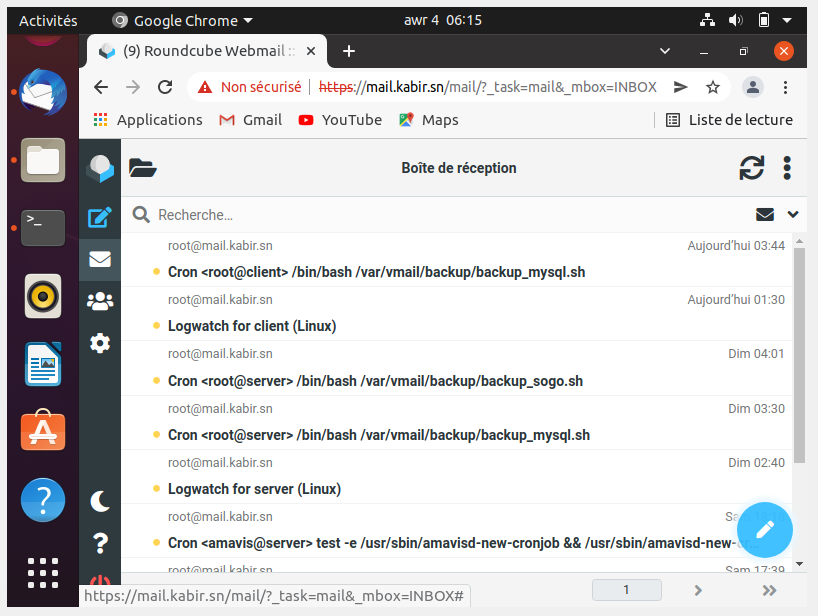 Activités Google Chrome awr 4 06:15
(9) Roundcube Webmail ::
Non sécurisé https://mail.kabir.sn/mail/?_task=mail&_mbox=INBOX
Applications Gmail YouTube Maps Liste de lecture
Boîte de réception
Recherche...
root@mail.kabir.sn Aujourd'hui 03:44
Cron <root@client> /bin/bash /var/vmail/backup/backup_mysql.sh
root@mail.kabir.sn Aujourd'hui 01:30
Logwatch for client (Linux)
root@mail.kabir.sn Dim 04:01
Cron <root@server> /bin/bash /var/vmail/backup/backup_sogo.sh
root@mail.kabir.sn Dim 03:30
Cron <root@server> /bin/bash /var/vmail/backup/backup_mysql.sh
root@mail.kabir.sn Dim 02:40
Logwatch for server (Linux)
root@mail.kabir.sn
Cron <amavis@server> test -e /usr/sbin/amavisd-new-cronjob && /usr/sbin/amavisd-new-cr...
root@mail.kabir.sn Sam 17:39
https://mail.kabir.sn/mail/?_task=mail&_mbox=INBOX# 1